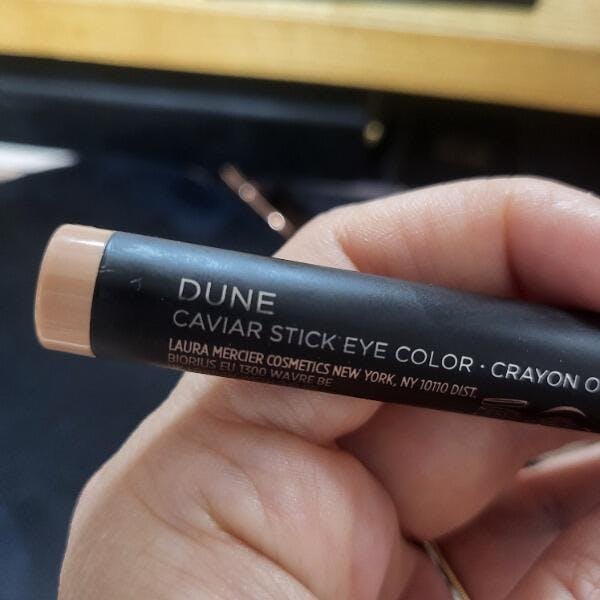 DUNE
CAVIAR STICK EYE COLOR · CRAYON O
LAURA MERCIER COSMETICS NEW YORK, NY 10110 DIST.
BIORIUS EU 1300 WAVRE BE